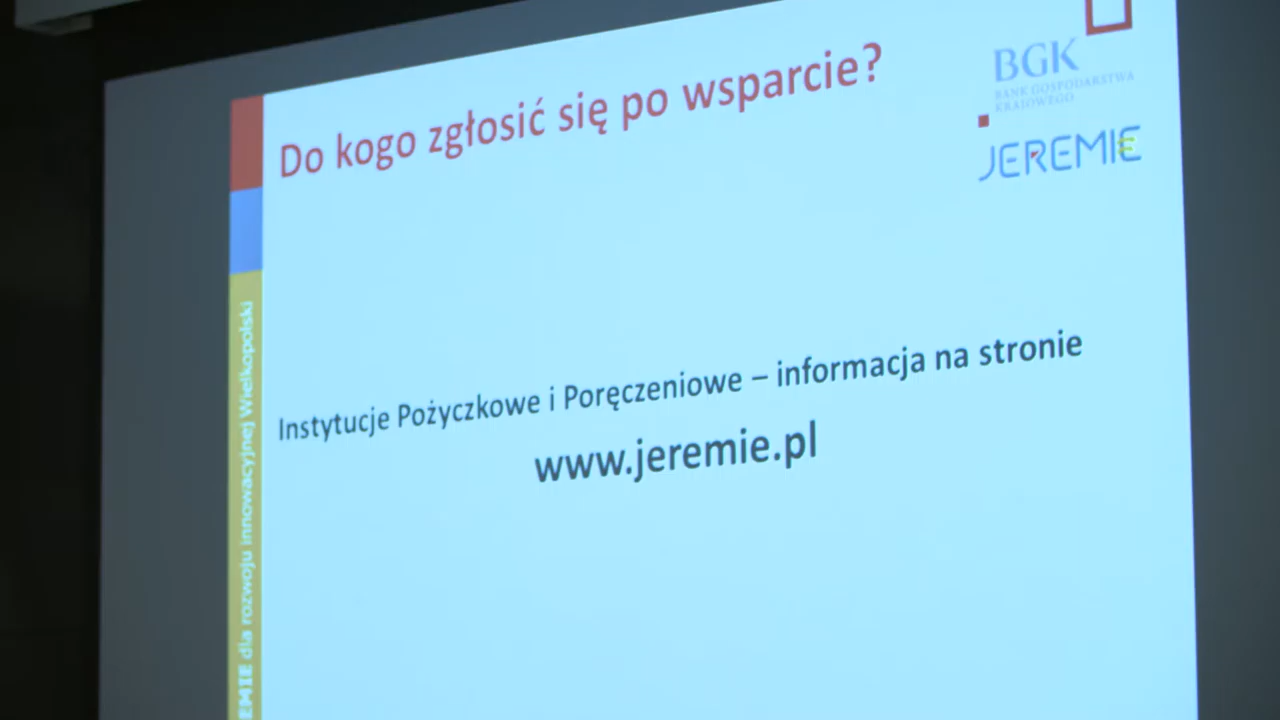 Do kogo zgłosić się po wsparcie?
BGK
BANK GOSPODARSTWA
KRAJOWEGO
JEREMIE
Instytucje Pożyczkowe i Poręczeniowe – informacja na stronie
www.jeremie.pl
EMIE dla rozwoju innowacyjnej Wielkopolski